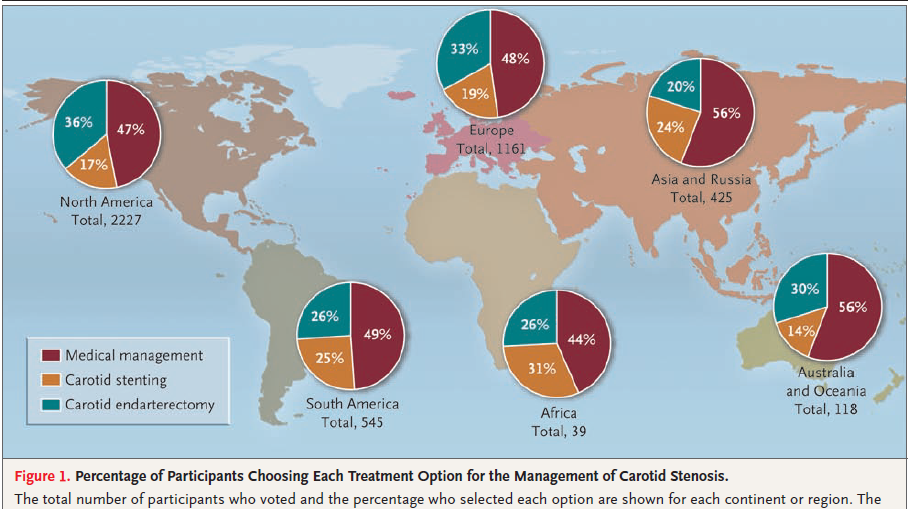 36%
47%
17%
North America
Total, 2227
33%
48%
19%
Europe
Total, 1161
20%
56%
24%
Asia and Russia
Total, 425
26%
49%
25%
South America
Total, 545
26%
44%
31%
Africa
Total, 39
30%
56%
14%
Australia
and Oceania
Total, 118
Medical management
Carotid stenting
Carotid endarterectomy
Figure 1. Percentage of Participants Choosing Each Treatment Option for the Management of Carotid Stenosis.
The total number of participants who voted and the percentage who selected each option are shown for each continent or region. The